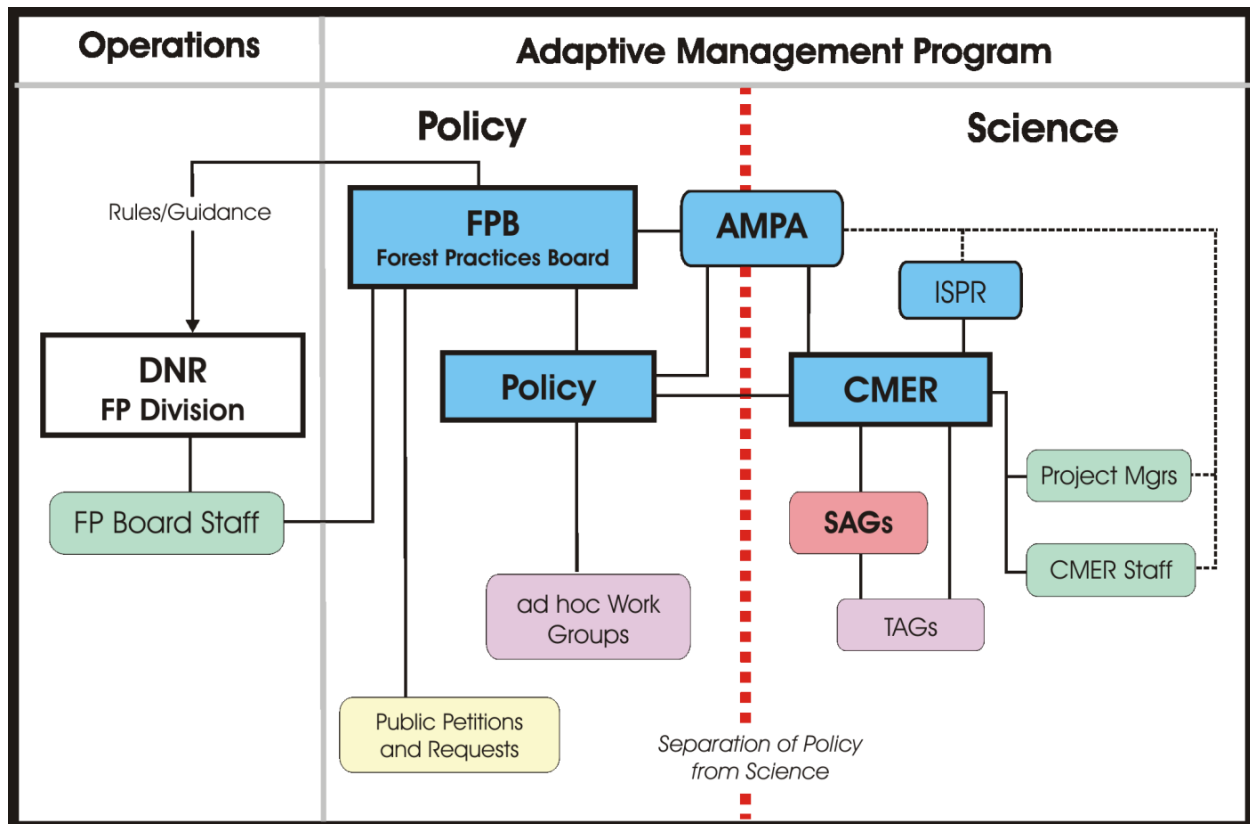 Operations
Adaptive Management Program
Policy
Science
Rules/Guidance
FPB
Forest Practices Board
AMPA
ISPR
DNR
FP Division
Policy
CMER
FP Board Staff
SAGs
Project Mgrs
CMER Staff
ad hoc Work
Groups
TAGs
Public Petitions
and Requests
Separation of Policy
from Science